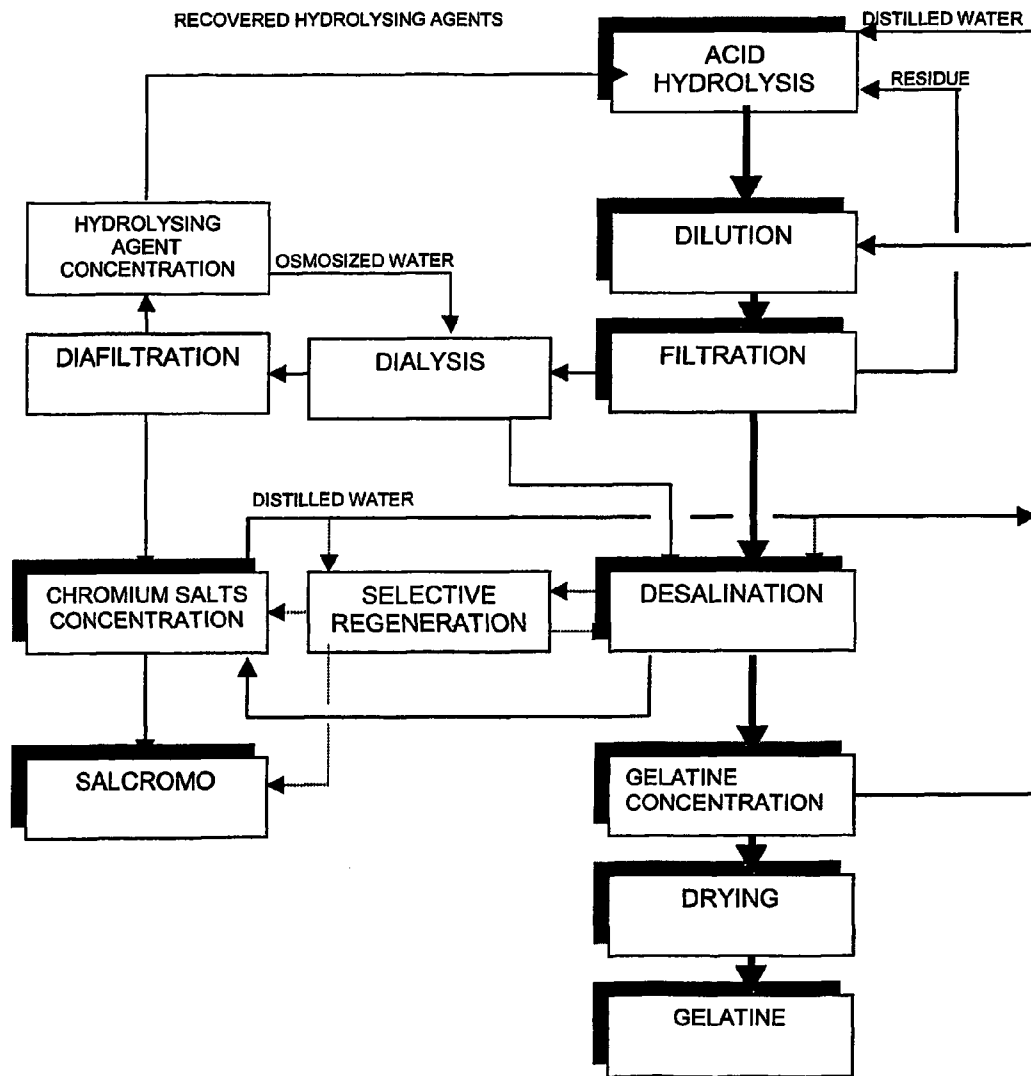 RECOVERED HYDROLYSING AGENTS
DISTILLED WATER
ACID
HYDROLYSIS
RESIDUE
HYDROLYSING
AGENT
CONCENTRATION
OSMOSIZED WATER
DILUTION
DIAFILTRATION
DIALYSIS
FILTRATION
DISTILLED WATER
CHROMIUM SALTS
CONCENTRATION
SELECTIVE
REGENERATION
DESALINATION
SALCROMO
GELATINE
CONCENTRATION
DRYING
GELATINE